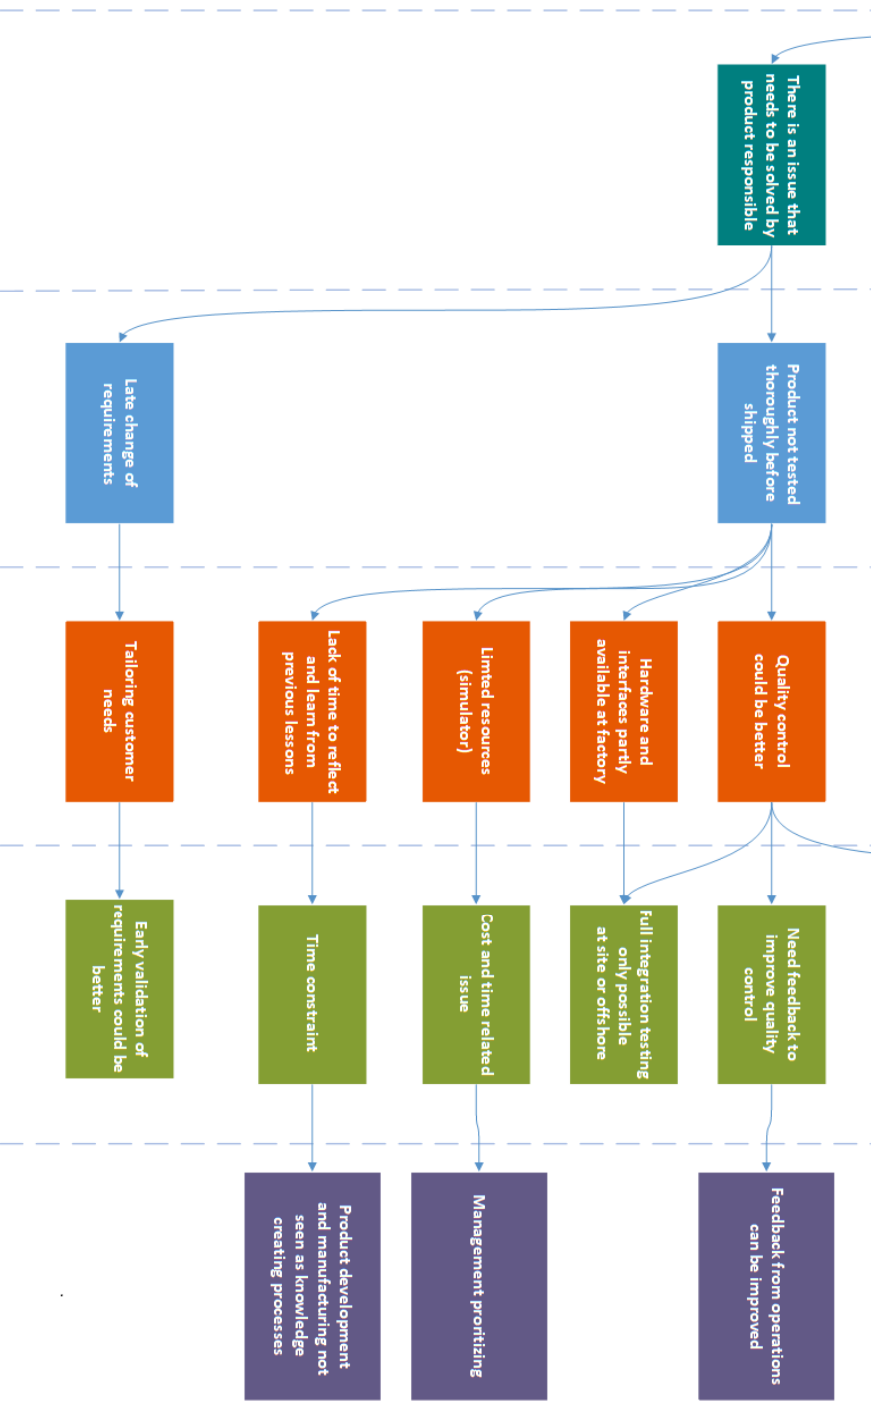 There is an issue that
needs to be solved by
product responsible
Product not tested
thoroughly before
shipped
Late change of
requirements
Quality control
could be better
Hardware and
interfaces partly
available at factory
Limted resources
(simulator)
Lack of time to reflect
and learn from
previous lessons
Tailoring customer
needs
Need feedback to
improve quality
control
Full integration testing
only possible
at site or offshore
Cost and time related
issue
Time constraint
Early validation of
requirements could be
better
Feedback from operations
can be improved
Management proritizing
Product development
and manufacturing not
seen as knowledge
creating processes